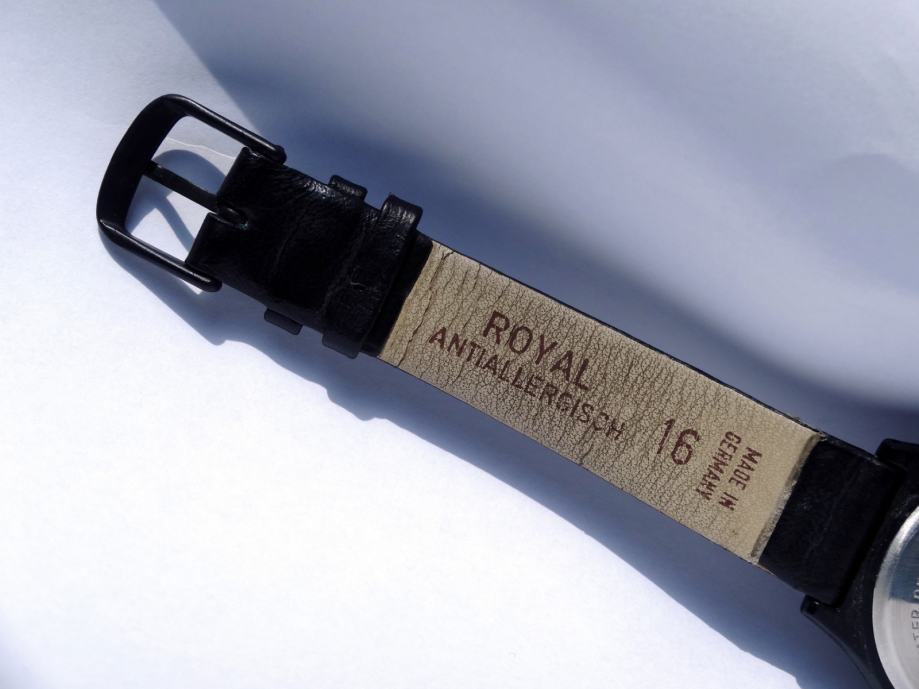 ROYAL
ANTIALLERGISCH
16
MADE IN
GERMANY